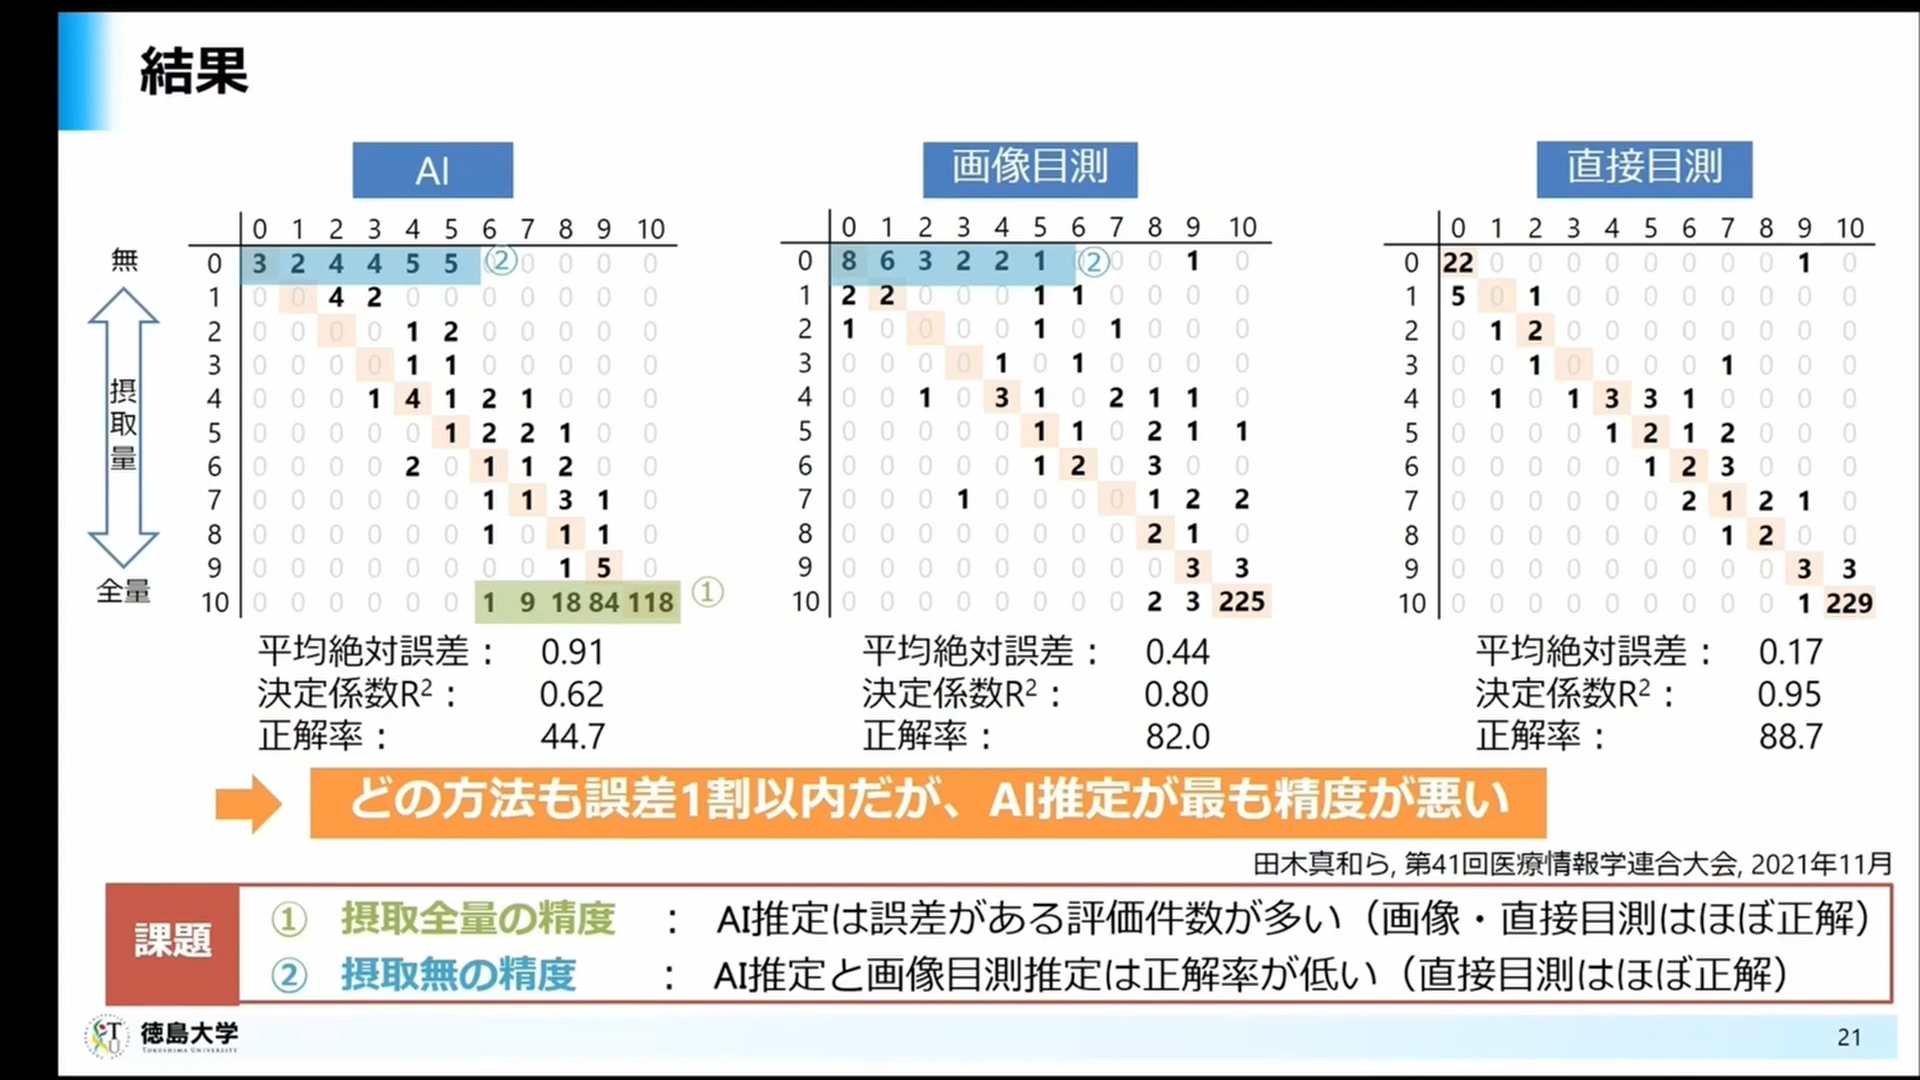 結果
AI
0 1 2 3 4 5 6 7 8 9 10
0 3 2 4 4 5 5 ② 0 0 0 0
1 0 0 4 2 0 0 0 0 0 0 0
2 0 0 0 0 1 2 0 0 0 0 0
3 0 0 0 0 1 1 0 0 0 0 0
4 0 0 0 1 4 1 2 1 0 0 0
5 0 0 0 0 0 1 2 2 1 0 0
6 0 0 0 0 2 0 1 1 2 0 0
7 0 0 0 0 0 0 1 1 3 1 0
8 0 0 0 0 0 0 1 0 1 1 0
9 0 0 0 0 0 0 0 0 1 5 0
10 0 0 0 0 0 0 1 9 18 84 118 ①
無
摂取量
全量
平均絶対誤差： 0.91
決定係数R²： 0.62
正解率： 44.7
画像目測
0 1 2 3 4 5 6 7 8 9 10
0 8 6 3 2 2 1 ② 0 0 1 0
1 2 2 0 0 0 1 1 0 0 0 0
2 1 0 0 0 0 1 0 1 0 0 0
3 0 0 0 0 1 0 1 0 0 0 0
4 0 0 1 0 3 1 0 2 1 1 0
5 0 0 0 0 0 1 1 0 2 1 1
6 0 0 0 0 0 1 2 0 3 0 0
7 0 0 0 1 0 0 0 0 1 2 2
8 0 0 0 0 0 0 0 0 2 1 0
9 0 0 0 0 0 0 0 0 0 3 3
10 0 0 0 0 0 0 0 0 2 3 225
平均絶対誤差： 0.44
決定係数R²： 0.80
正解率： 82.0
直接目測
0 1 2 3 4 5 6 7 8 9 10
0 22 0 0 0 0 0 0 0 0 1 0
1 5 0 1 0 0 0 0 0 0 0 0
2 0 1 2 0 0 0 0 0 0 0 0
3 0 0 1 0 0 0 0 1 0 0 0
4 0 1 0 1 3 3 1 0 0 0 0
5 0 0 0 0 1 2 1 2 0 0 0
6 0 0 0 0 0 1 2 3 0 0 0
7 0 0 0 0 0 0 2 1 2 1 0
8 0 0 0 0 0 0 0 1 2 0 0
9 0 0 0 0 0 0 0 0 0 3 3
10 0 0 0 0 0 0 0 0 0 1 229
平均絶対誤差： 0.17
決定係数R²： 0.95
正解率： 88.7
どの方法も誤差1割以内だが、AI推定が最も精度が悪い
田木真和ら, 第41回医療情報学連合大会, 2021年11月
課題
① 摂取全量の精度 ： AI推定は誤差がある評価件数が多い（画像・直接目測はほぼ正解）
② 摂取無の精度 ： AI推定と画像目測推定は正解率が低い（直接目測はほぼ正解）
TU 徳島大学
TOKUSHIMA UNIVERSITY
21